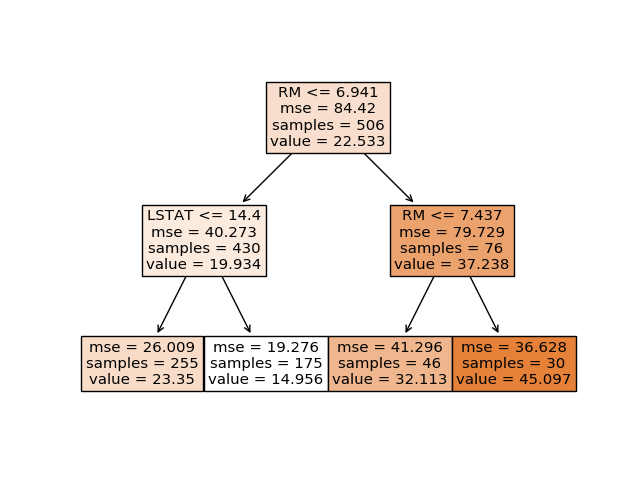 RM <= 6.941
mse = 84.42
samples = 506
value = 22.533
LSTAT <= 14.4
mse = 40.273
samples = 430
value = 19.934
RM <= 7.437
mse = 79.729
samples = 76
value = 37.238
mse = 26.009
samples = 255
value = 23.35
mse = 19.276
samples = 175
value = 14.956
mse = 41.296
samples = 46
value = 32.113
mse = 36.628
samples = 30
value = 45.097